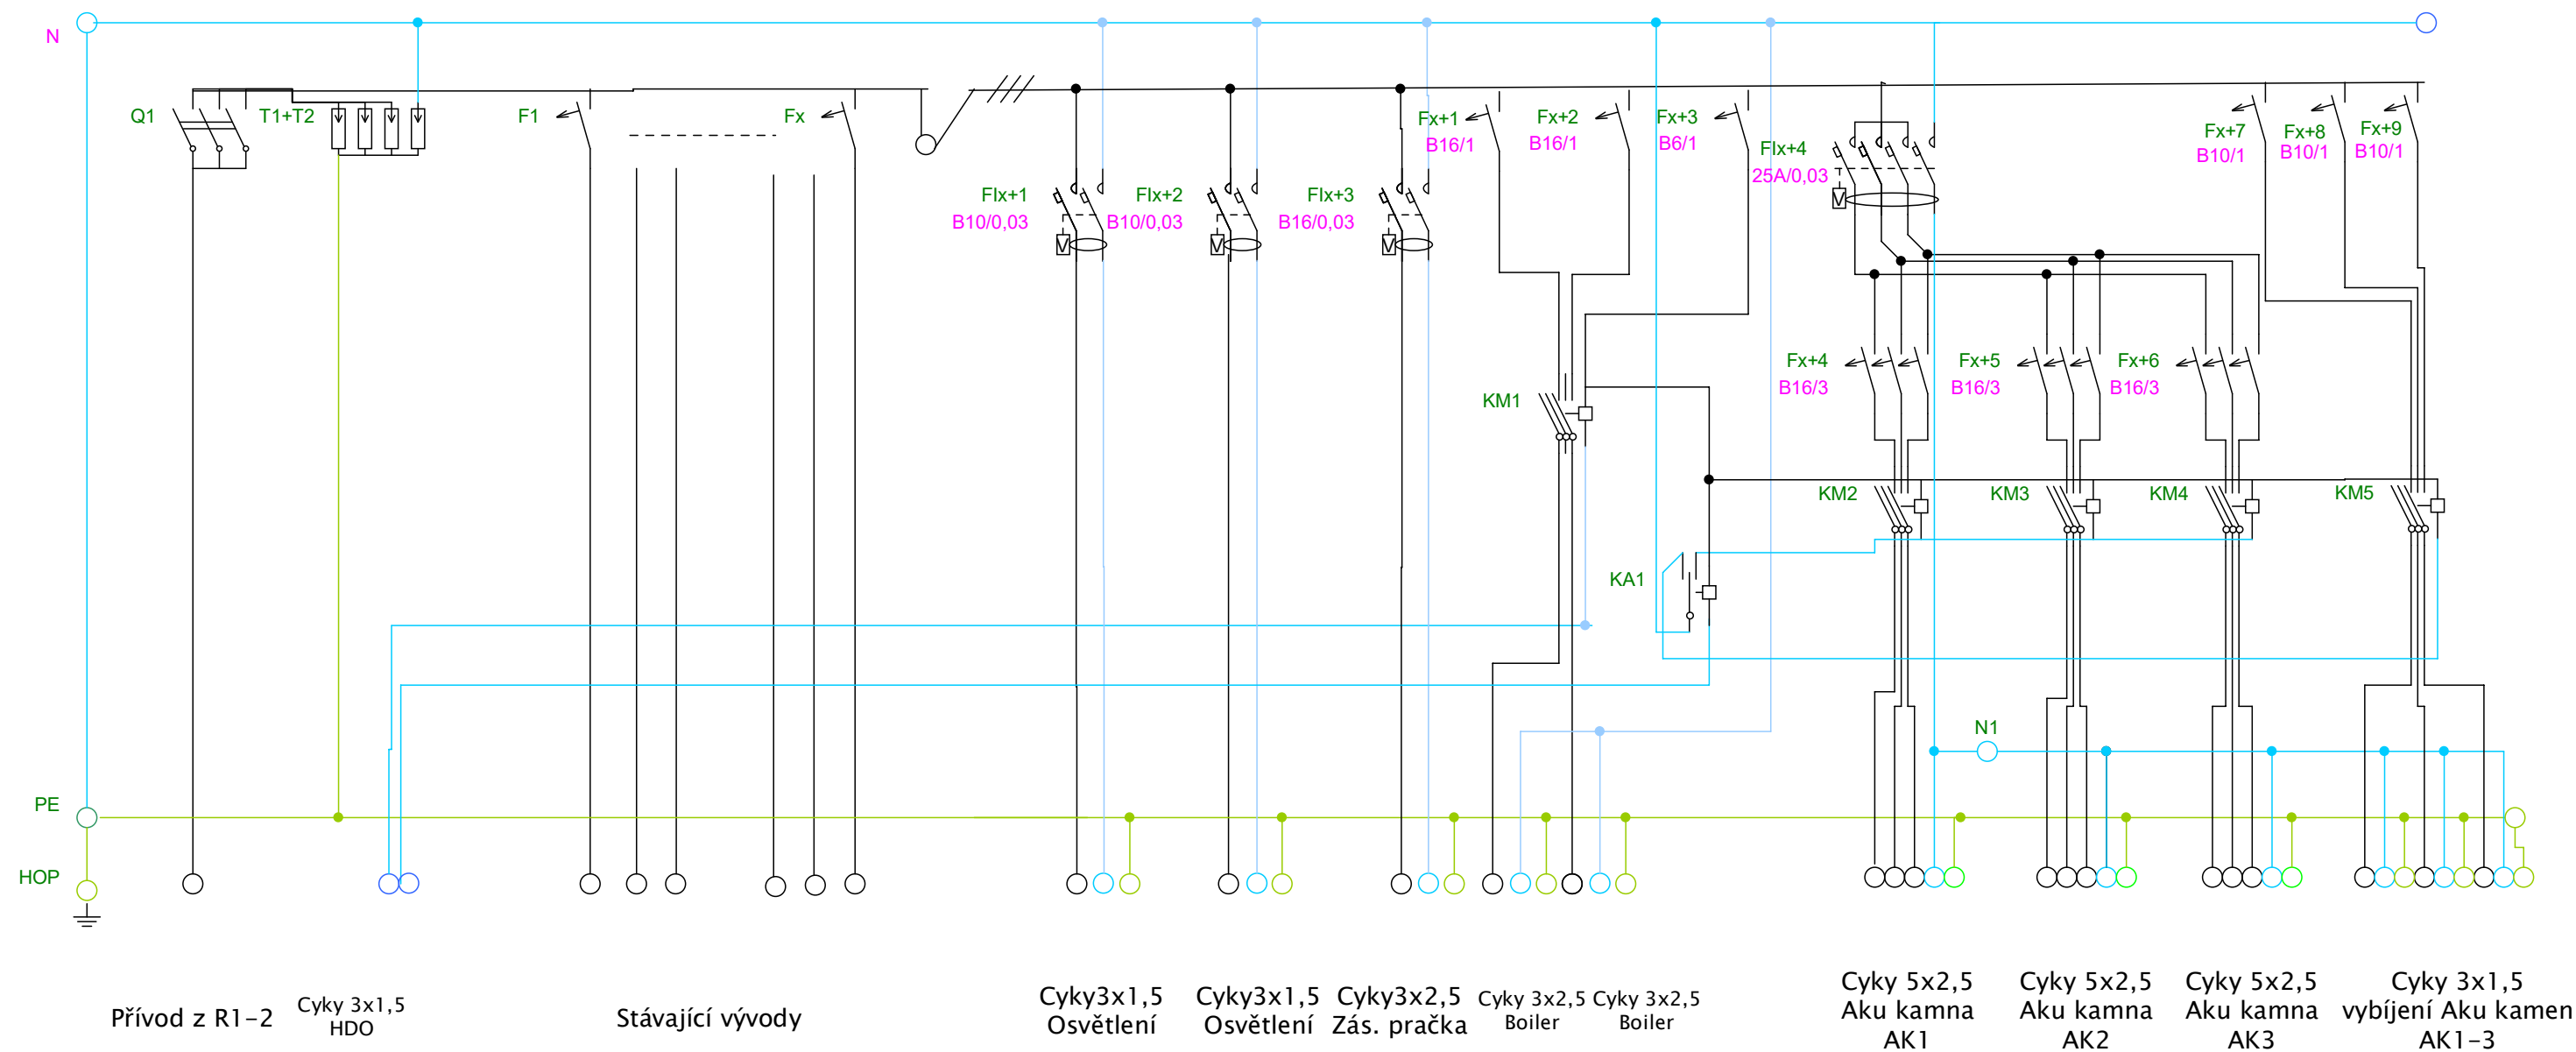 N
Q1
T1+T2
F1
Fx
FIx+1
B10/0,03
FIx+2
B10/0,03
FIx+3
B16/0,03
Fx+1
B16/1
Fx+2
B16/1
Fx+3
B6/1
FIx+4
25A/0,03
Fx+7
B10/1
Fx+8
B10/1
Fx+9
B10/1
V
V
V
V
Fx+4
B16/3
Fx+5
B16/3
Fx+6
B16/3
KM1
KM2
KM3
KM4
KM5
KA1
N1
PE
HOP
Přívod z R1-2
Cyky 3x1,5
HDO
Stávající vývody
Cyky3x1,5
Osvětlení
Cyky3x1,5
Osvětlení
Cyky3x2,5
Zás. pračka
Cyky 3x2,5
Boiler
Cyky 3x2,5
Boiler
Cyky 5x2,5
Aku kamna
AK1
Cyky 5x2,5
Aku kamna
AK2
Cyky 5x2,5
Aku kamna
AK3
Cyky 3x1,5
vybíjení Aku kamen
AK1-3